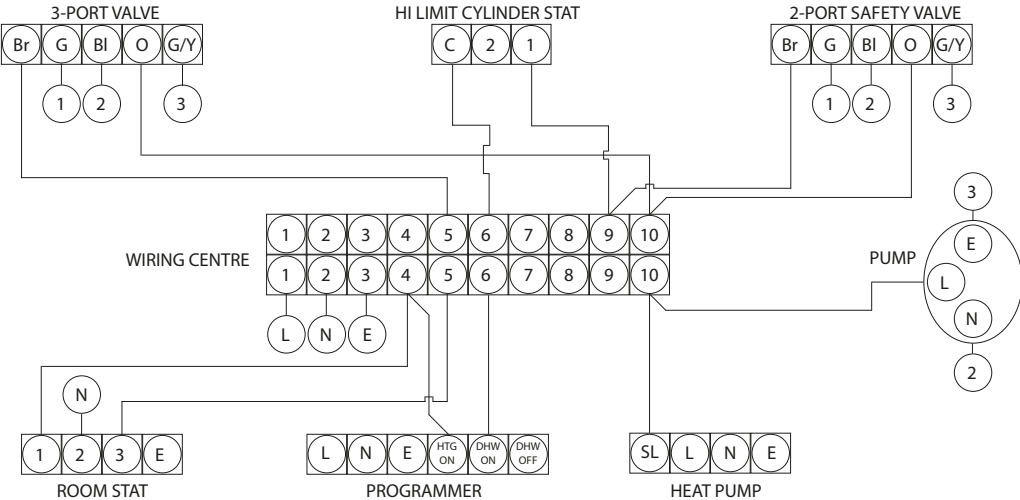 3-PORT VALVE HI LIMIT CYLINDER STAT 2-PORT SAFETY VALVE
Br G Bl O G/Y C 2 1 Br G Bl O G/Y
1 2 3 1 2 3
3
1 2 3 4 5 6 7 8 9 10 E
WIRING CENTRE PUMP
1 2 3 4 5 6 7 8 9 10 L
L N E N
2
N
1 2 3 E L N E HTG ON DHW ON DHW OFF SL L N E
ROOM STAT PROGRAMMER HEAT PUMP